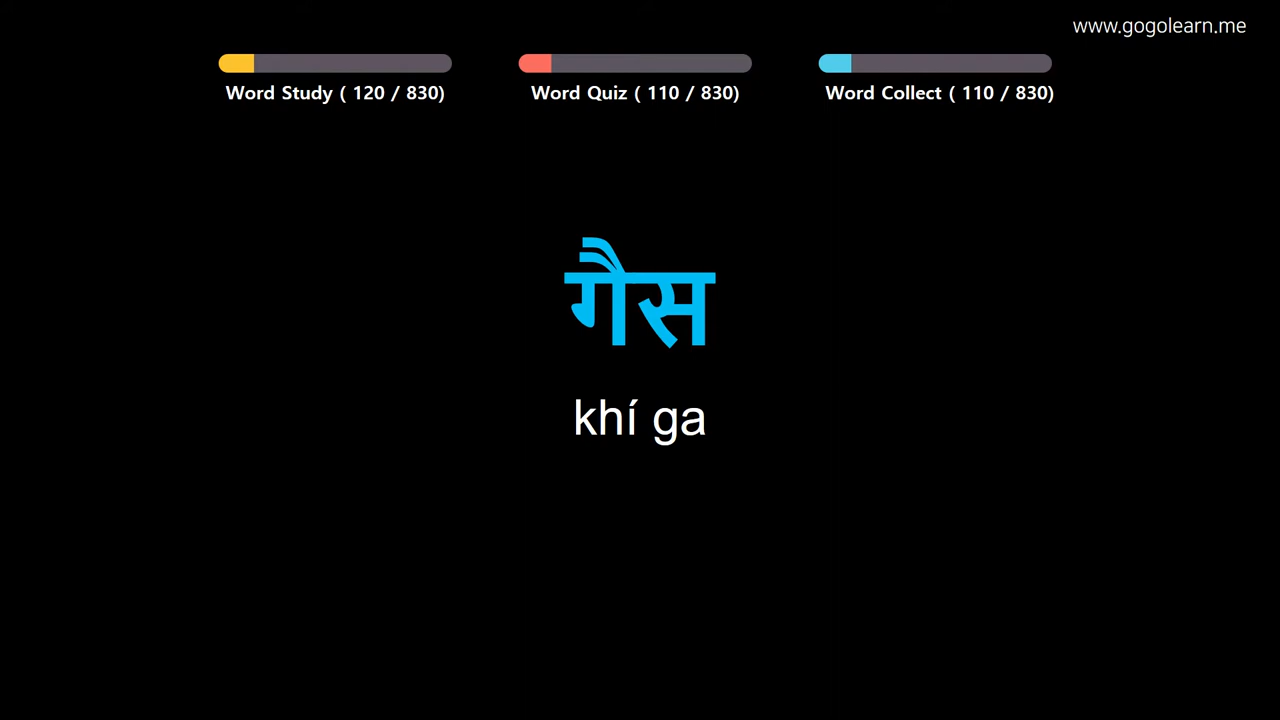 www.gogolearn.me
Word Study ( 120 / 830)
Word Quiz ( 110 / 830)
Word Collect ( 110 / 830)
गैस
khí ga